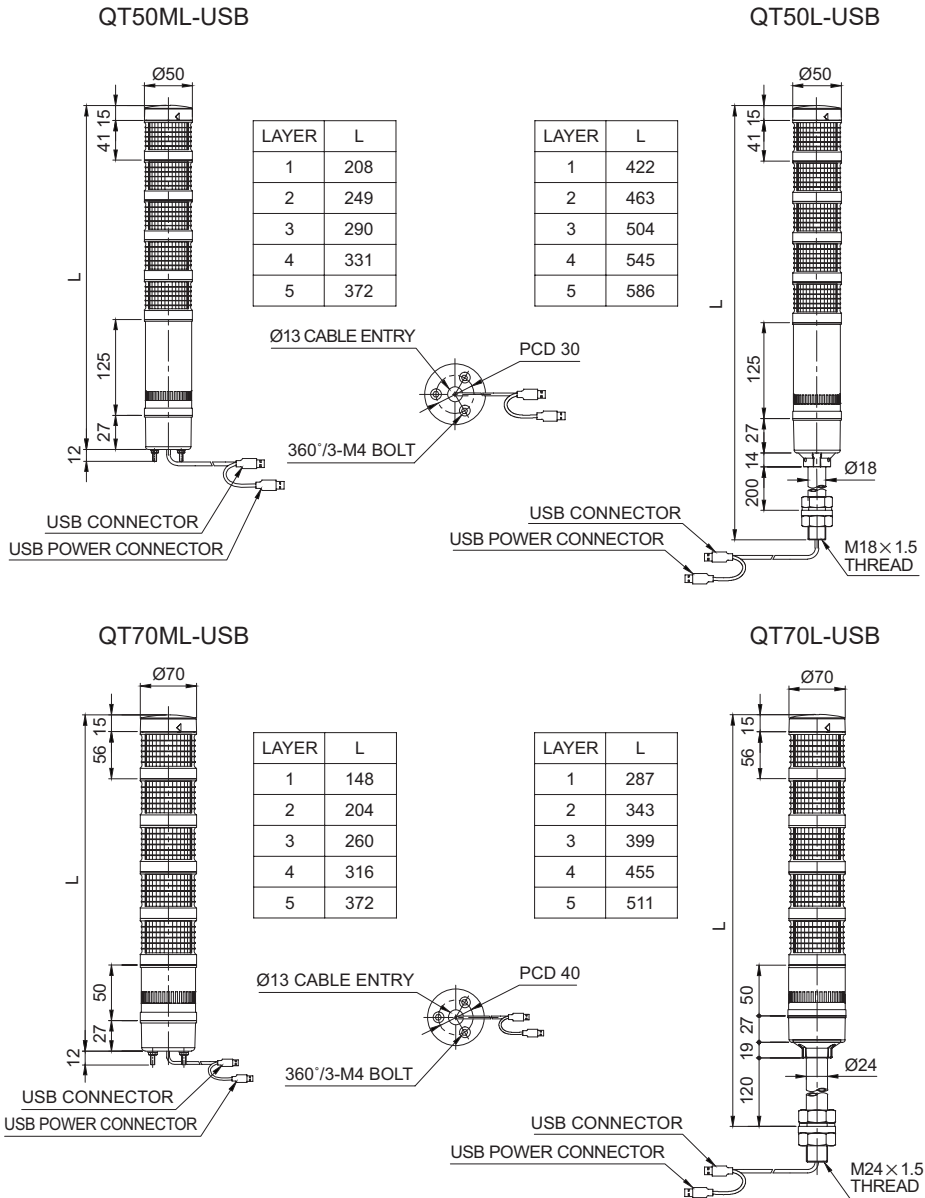 QT50ML-USB
QT50L-USB
Ø50
15
41
L
125
27
12
LAYER L
1 208
2 249
3 290
4 331
5 372
LAYER L
1 422
2 463
3 504
4 545
5 586
Ø50
15
41
L
125
27
14
200
Ø18
Ø13 CABLE ENTRY
PCD 30
360°/3-M4 BOLT
USB CONNECTOR
USB POWER CONNECTOR
USB CONNECTOR
USB POWER CONNECTOR
M18×1.5
THREAD
QT70ML-USB
QT70L-USB
Ø70
15
56
L
50
27
12
LAYER L
1 148
2 204
3 260
4 316
5 372
LAYER L
1 287
2 343
3 399
4 455
5 511
Ø70
15
56
L
50
27
19
120
Ø24
Ø13 CABLE ENTRY
PCD 40
360°/3-M4 BOLT
USB CONNECTOR
USB POWER CONNECTOR
USB CONNECTOR
USB POWER CONNECTOR
M24×1.5
THREAD